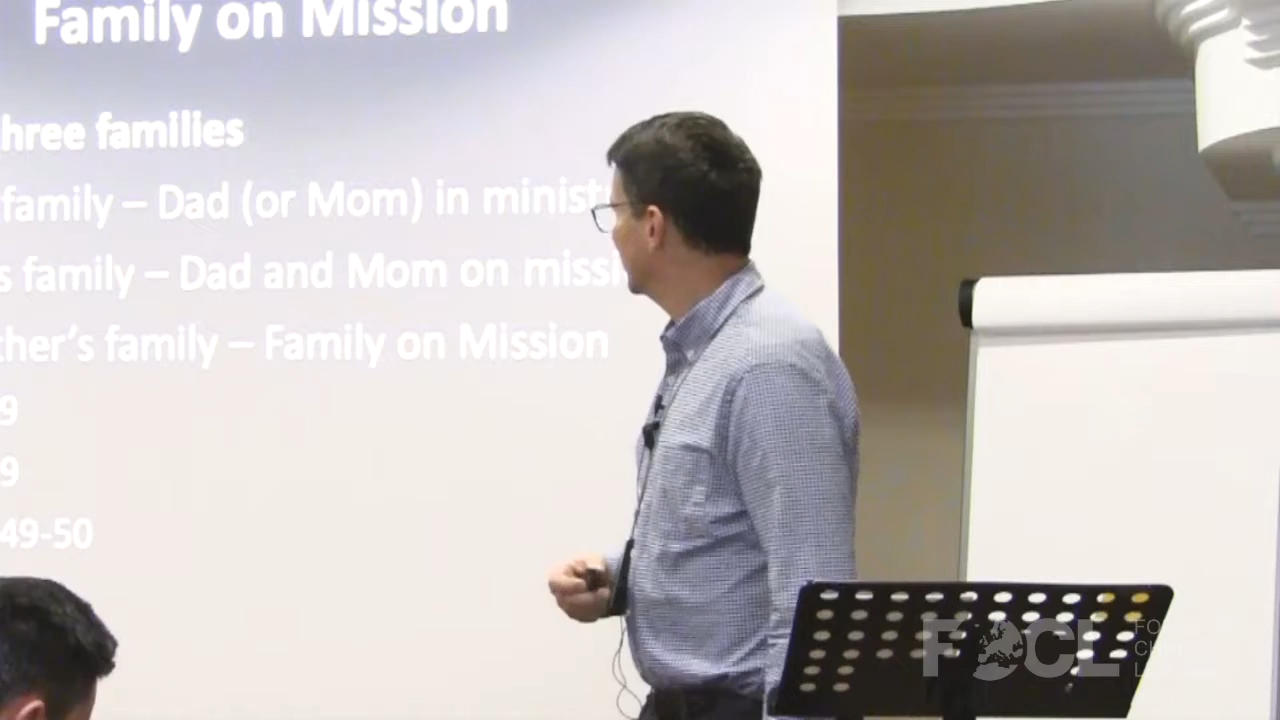 Family on Mission
hree families
family – Dad (or Mom) in minist
s family – Dad and Mom on missi
ther's family – Family on Mission
9
9
49-50
FOCL
FO
L